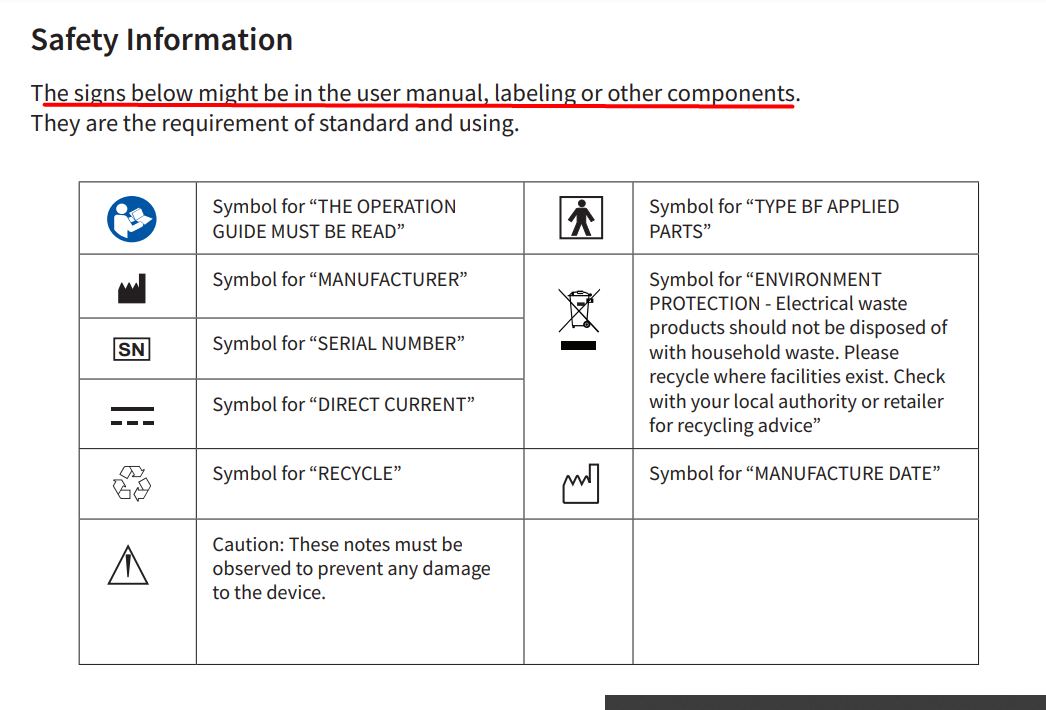 Safety Information
The signs below might be in the user manual, labeling or other components.
They are the requirement of standard and using.
Symbol for “THE OPERATION
GUIDE MUST BE READ”
Symbol for “TYPE BF APPLIED
PARTS”
Symbol for “MANUFACTURER”
Symbol for “ENVIRONMENT
PROTECTION - Electrical waste
products should not be disposed of
with household waste. Please
recycle where facilities exist. Check
with your local authority or retailer
for recycling advice”
SN
Symbol for “SERIAL NUMBER”
Symbol for “DIRECT CURRENT”
Symbol for “RECYCLE”
Symbol for “MANUFACTURE DATE”
Caution: These notes must be
observed to prevent any damage
to the device.